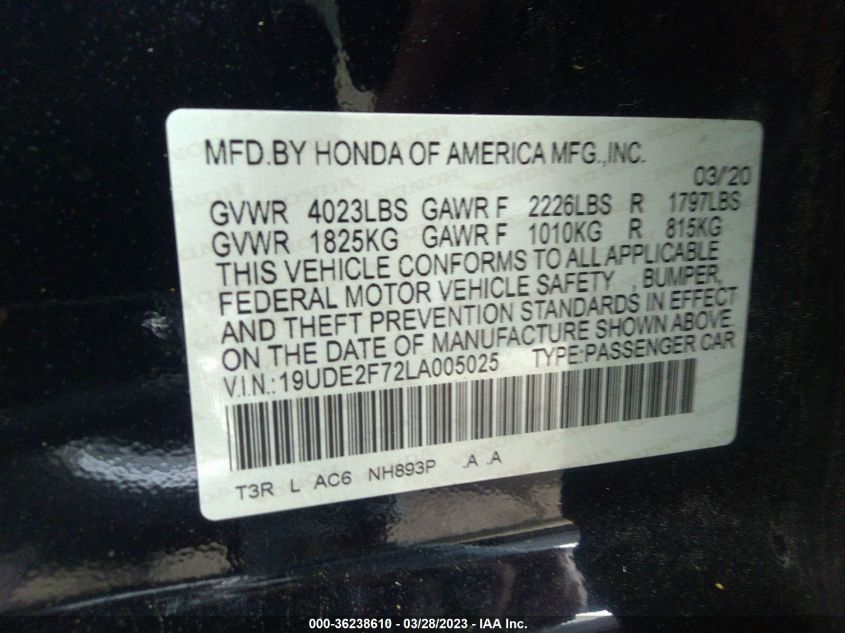 MFD.BY HONDA OF AMERICA MFG.,INC.
03/'20
GVWR 4023LBS GAWR F 2226LBS R 1797LBS
GVWR 1825KG GAWR F 1010KG R 815KG
THIS VEHICLE CONFORMS TO ALL APPLICABLE
FEDERAL MOTOR VEHICLE SAFETY , BUMPER,
AND THEFT PREVENTION STANDARDS IN EFFECT
ON THE DATE OF MANUFACTURE SHOWN ABOVE
V.I.N.:19UDE2F72LA005025 TYPE:PASSENGER CAR
T3R L AC6 NH893P .A .A
000-36238610 / 03/28/2023 / IAA Inc.